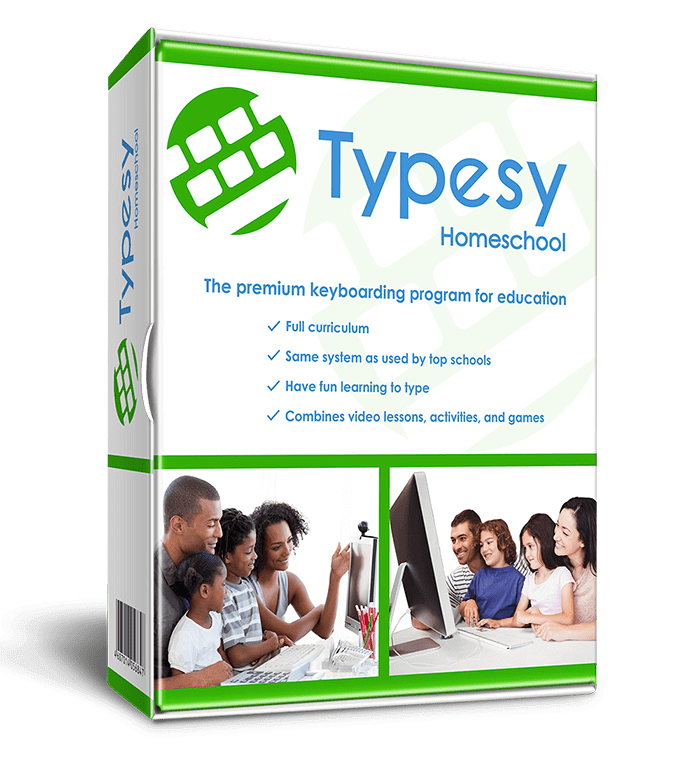 Typesy
Homeschool
The premium keyboarding program for education
Full curriculum
Same system as used by top schools
Have fun learning to type
Combines video lessons, activities, and games
Typesy
Homeschool